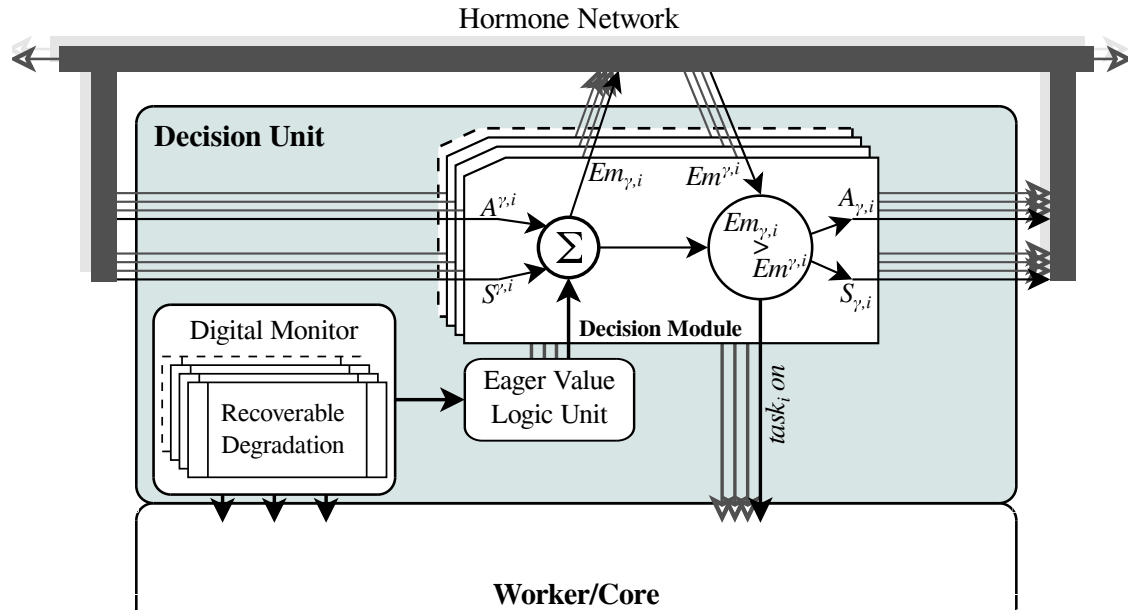 Hormone Network
Decision Unit
Em_{γ,i}
Em^{γ,i}
A^{γ,i}
A_{γ,i}
Σ
Em_{γ,i}
>
Em^{γ,i}
S^{γ,i}
S_{γ,i}
Decision Module
Digital Monitor
Recoverable
Degradation
Eager Value
Logic Unit
task_i on
Worker/Core